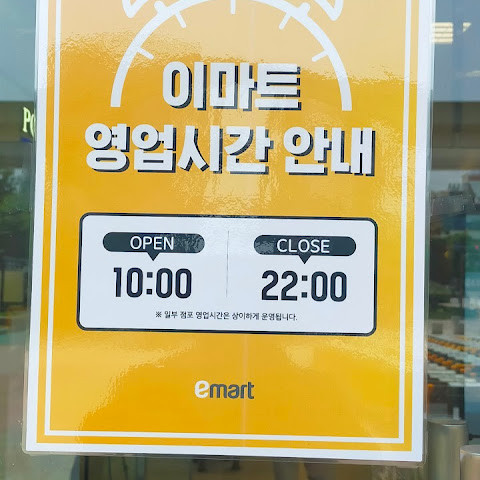 이마트
영업시간 안내
OPEN
10:00
CLOSE
22:00
※ 일부 점포 영업시간은 상이하게 운영됩니다.
emart